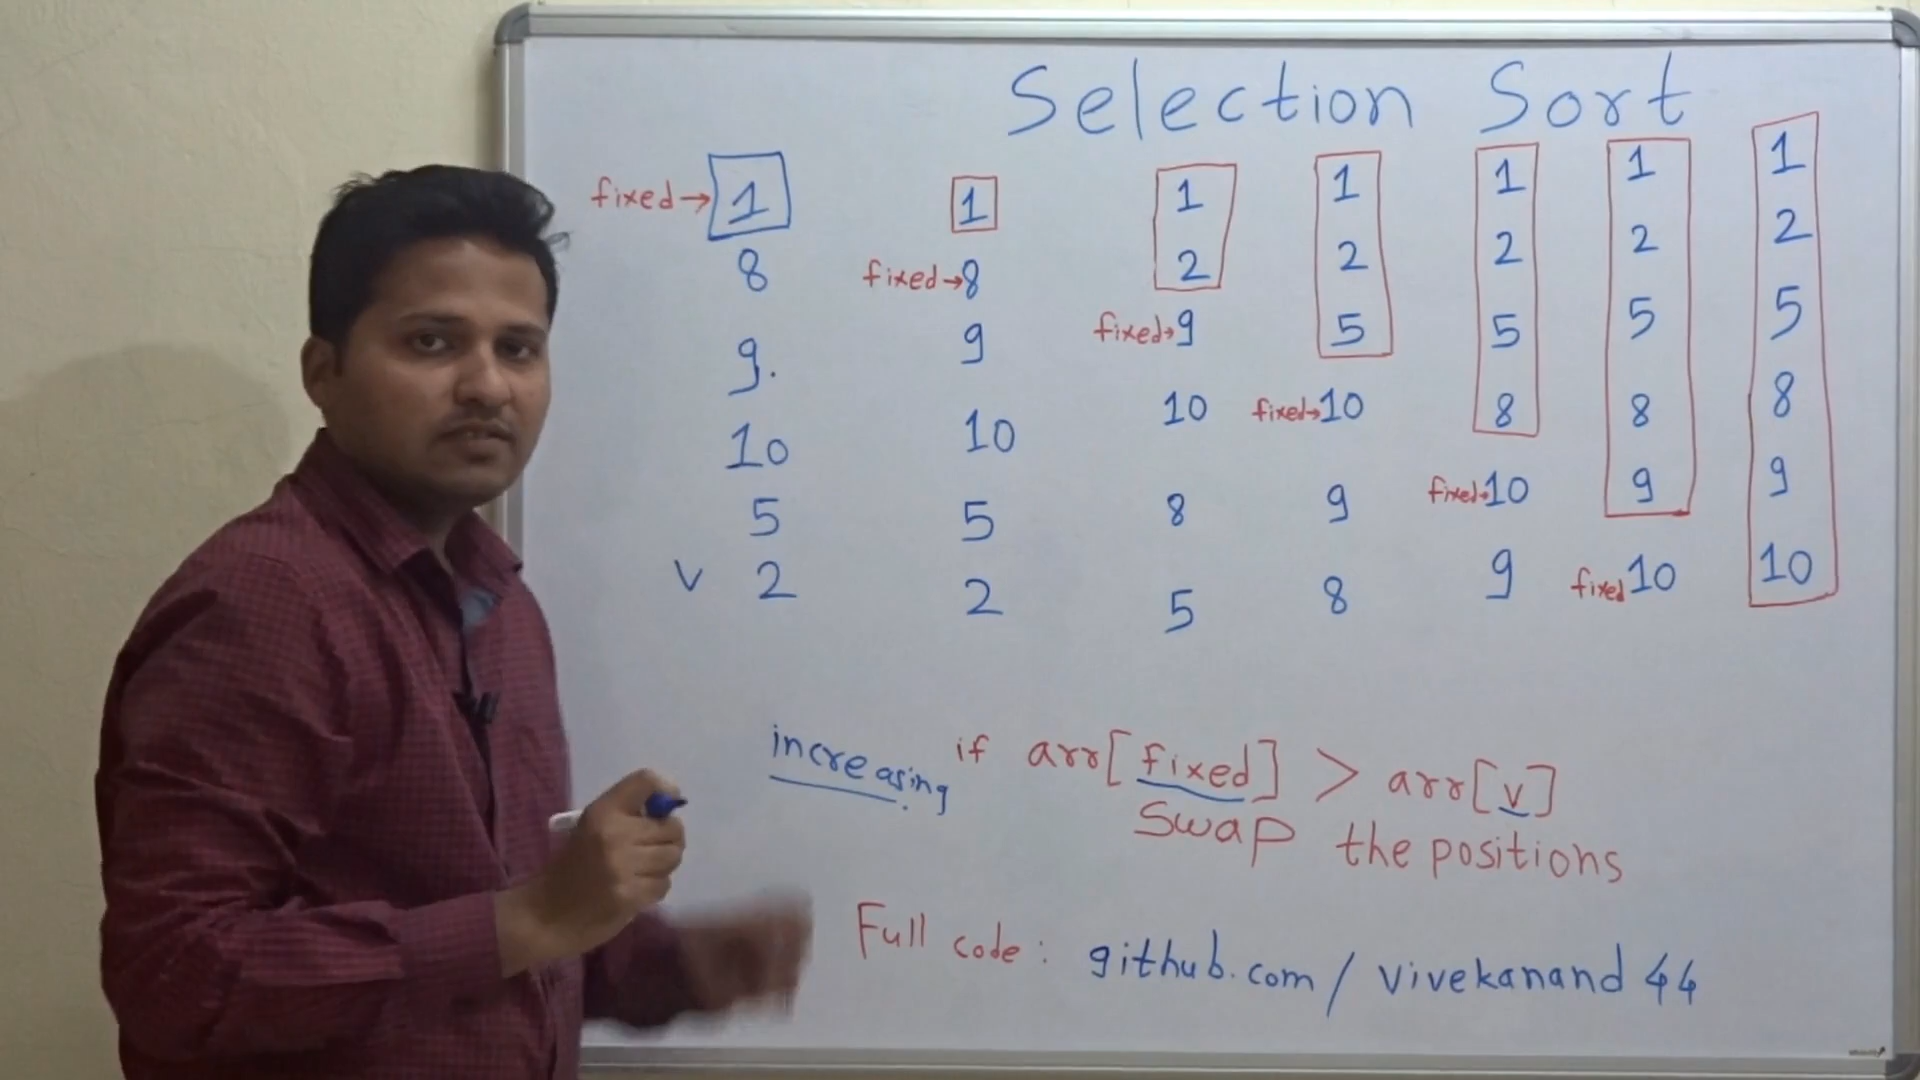 Selection Sort
fixed→ 1 1 1 1 1 1 1
8 fixed→8 2 2 2 2 2
9. 9 fixed→9 5 5 5 5
10 10 10 fixed→10 8 8 8
5 5 8 9 fixed→10 9 9
v 2 2 5 8 9 fixed 10 10
increasing if arr[fixed] > arr[v]
Swap the positions
Full code: github.com/vivekanand44